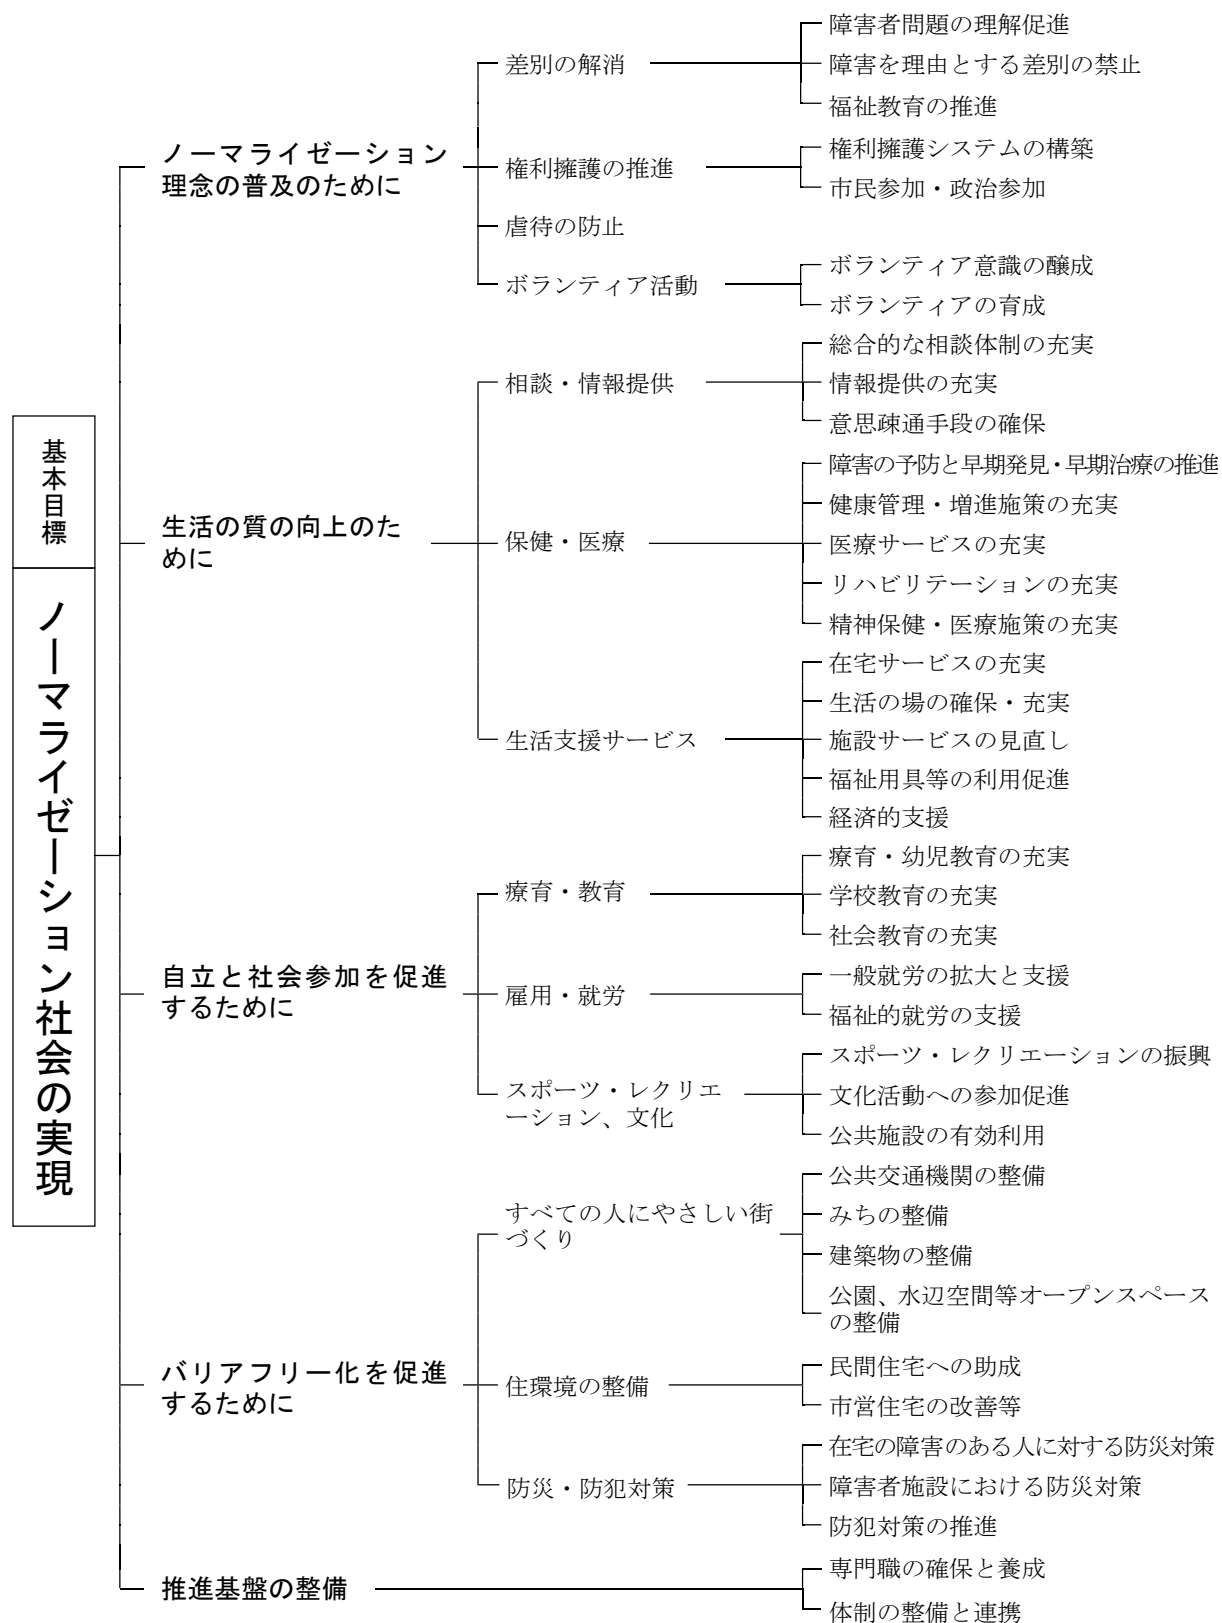 基本目標
ノーマライゼーション社会の実現
ノーマライゼーション
理念の普及のために
差別の解消
障害者問題の理解促進
障害を理由とする差別の禁止
福祉教育の推進
権利擁護の推進
権利擁護システムの構築
市民参加・政治参加
虐待の防止
ボランティア活動
ボランティア意識の醸成
ボランティアの育成
生活の質の向上のた
めに
相談・情報提供
総合的な相談体制の充実
情報提供の充実
意思疎通手段の確保
保健・医療
障害の予防と早期発見・早期治療の推進
健康管理・増進施策の充実
医療サービスの充実
リハビリテーションの充実
精神保健・医療施策の充実
生活支援サービス
在宅サービスの充実
生活の場の確保・充実
施設サービスの見直し
福祉用具等の利用促進
経済的支援
自立と社会参加を促進
するために
療育・教育
療育・幼児教育の充実
学校教育の充実
社会教育の充実
雇用・就労
一般就労の拡大と支援
福祉的就労の支援
スポーツ・レクリエ
ーション、文化
スポーツ・レクリエーションの振興
文化活動への参加促進
公共施設の有効利用
バリアフリー化を促進
するために
すべての人にやさしい街
づくり
公共交通機関の整備
みちの整備
建築物の整備
公園、水辺空間等オープンスペース
の整備
住環境の整備
民間住宅への助成
市営住宅の改善等
防災・防犯対策
在宅の障害のある人に対する防災対策
障害者施設における防災対策
防犯対策の推進
推進基盤の整備
専門職の確保と養成
体制の整備と連携